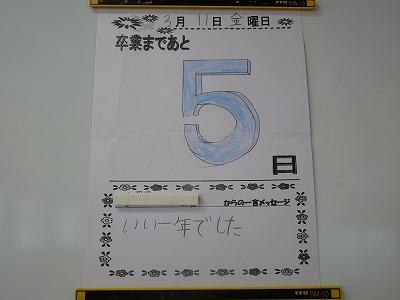 3月11日金曜日
卒業まであと
5
日
からの一言メッセージ
いい一年でした